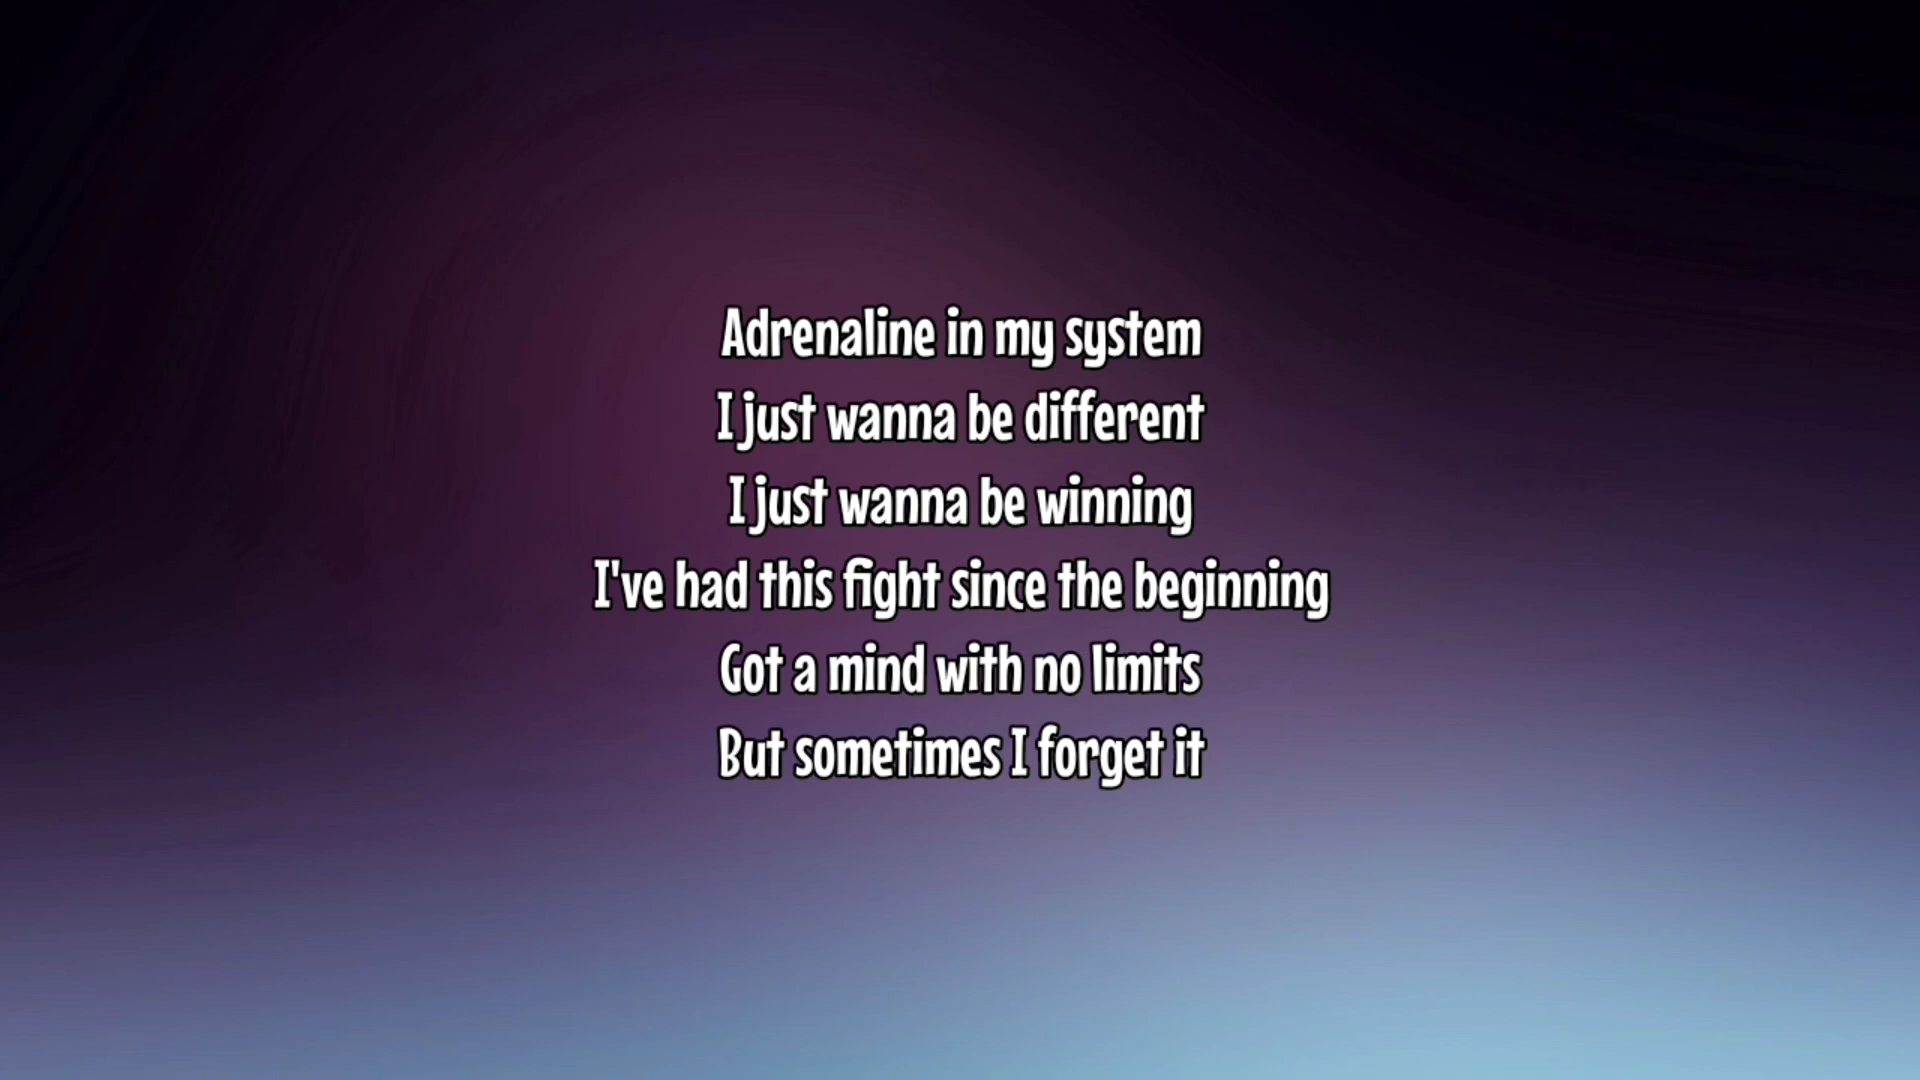 Adrenaline in my system
I just wanna be different
I just wanna be winning
I've had this fight since the beginning
Got a mind with no limits
But sometimes I forget it